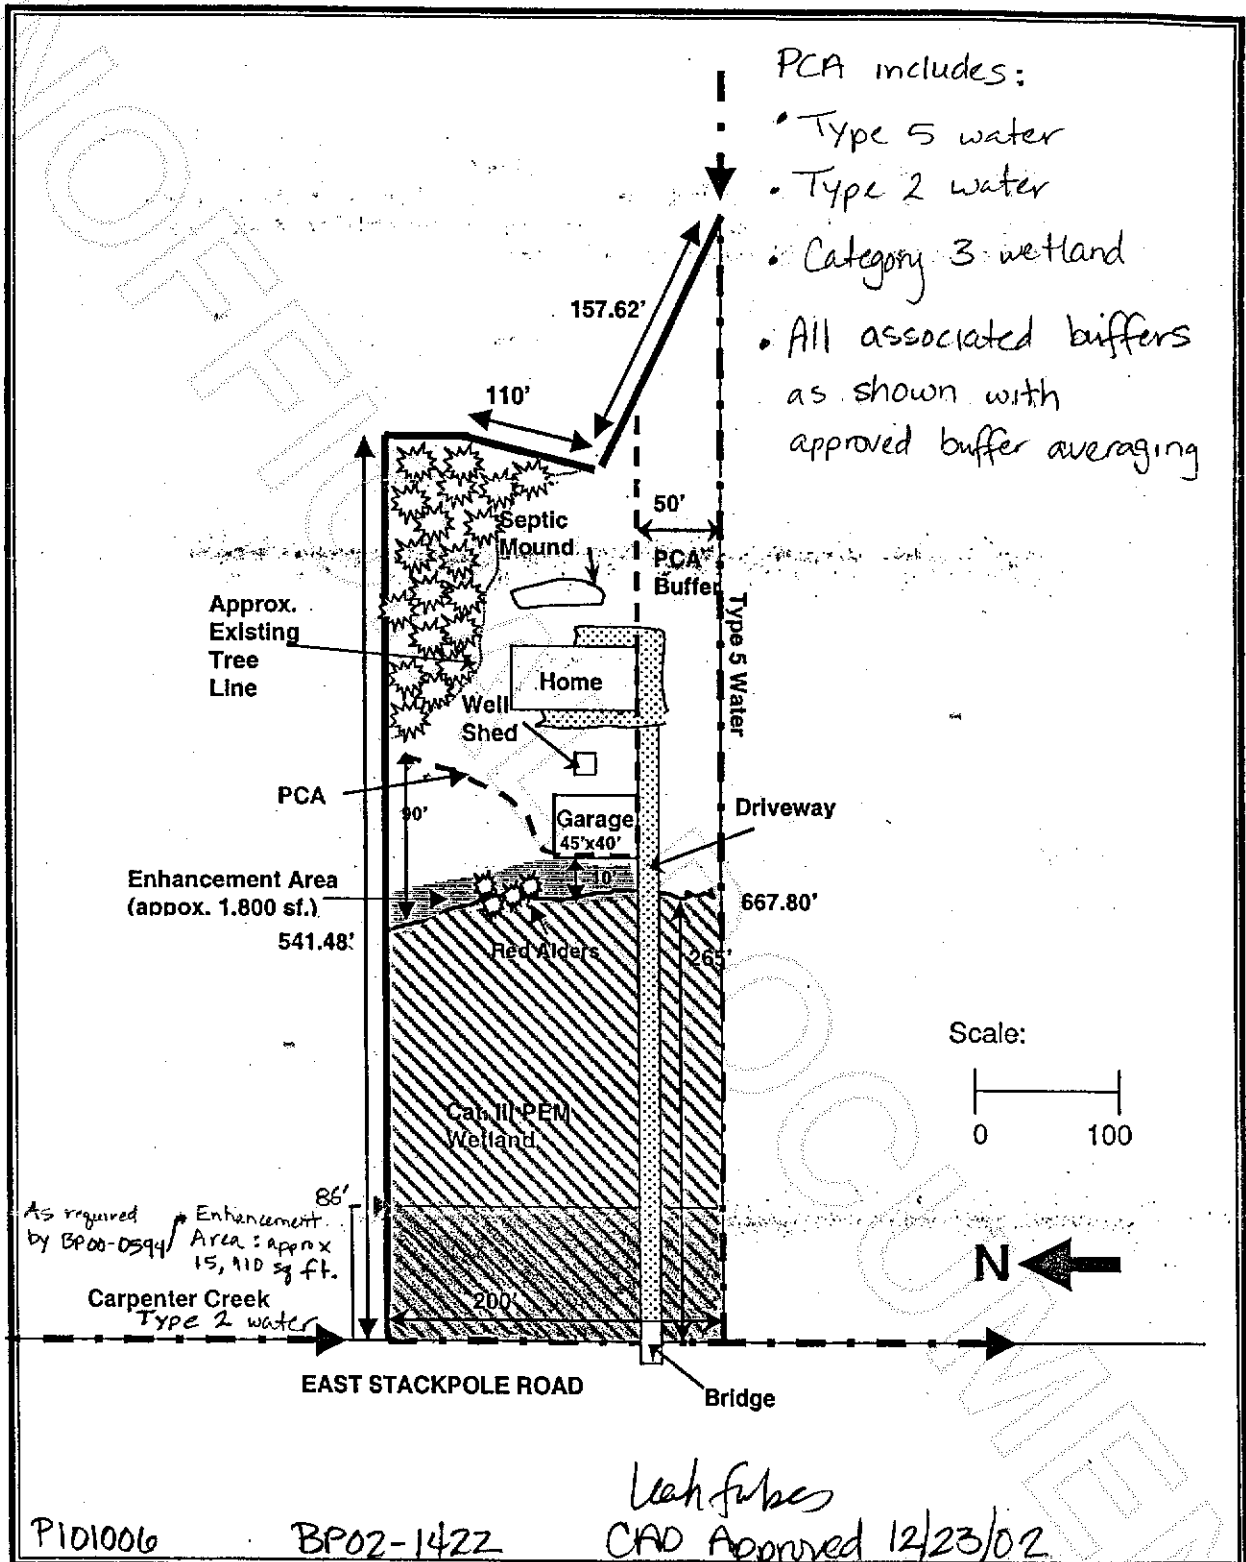 UNOFFICIAL DOCUMENT
PCA includes:
• Type 5 water
• Type 2 water
• Category 3 wetland
• All associated buffers
as shown with
approved buffer averaging
157.62'
110'
50'
PCA
Buffer
Septic
Mound
Approx.
Existing
Tree
Line
Type 5 Water
Home
Well
Shed
PCA
90'
Garage
45'x40'
Driveway
10'
Enhancement Area
(approx. 1.800 sf.)
667.80'
541.48'
Red Alders
265'
Scale:
0 100
Cat. III PEM
Wetland
86'
As required
by BP00-0594
Enhancement
Area: approx
sq ft.
N
Carpenter Creek
Type 2 water
200'
EAST STACKPOLE ROAD
Bridge
Leah
P101006 BP02-1422 CAO Approved 12/23/02